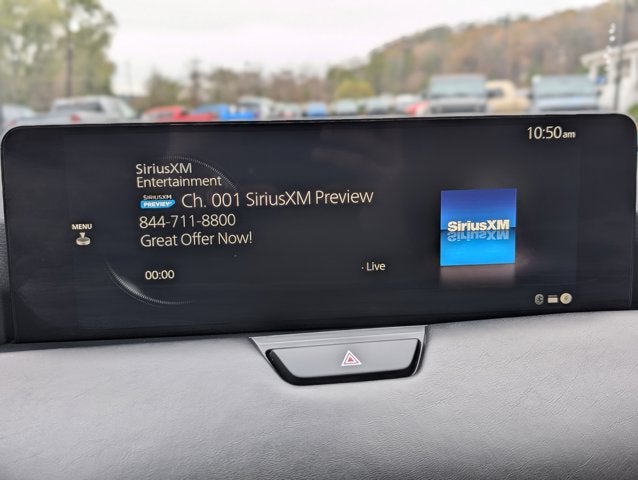 10:50am
SiriusXM
Entertainment
SIRIUSXM
PREVIEW
Ch. 001 SiriusXM Preview
844-711-8800
Great Offer Now!
MENU
00:00
· Live
SiriusXM